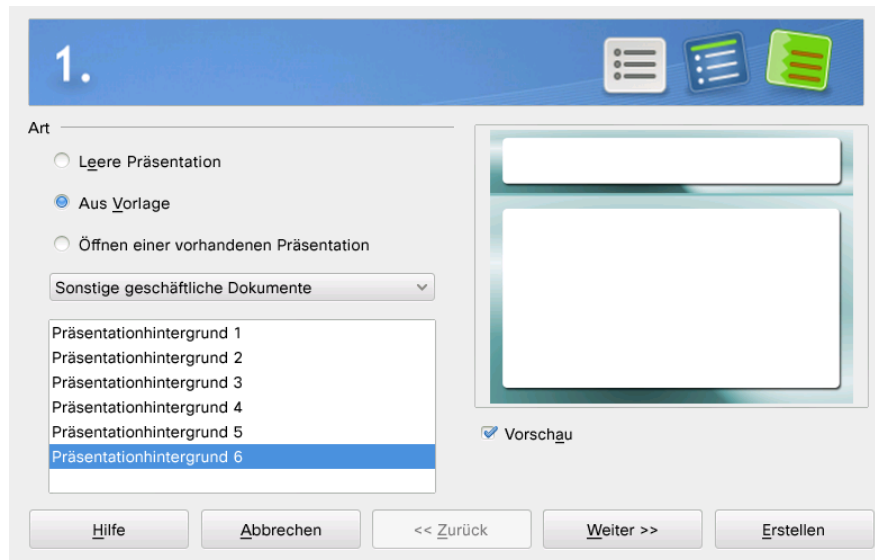 1.
Art
Leere Präsentation
Aus Vorlage
Öffnen einer vorhandenen Präsentation
Sonstige geschäftliche Dokumente
Präsentationhintergrund 1
Präsentationhintergrund 2
Präsentationhintergrund 3
Präsentationhintergrund 4
Präsentationhintergrund 5
Präsentationhintergrund 6
Vorschau
Hilfe
Abbrechen
<< Zurück
Weiter >>
Erstellen